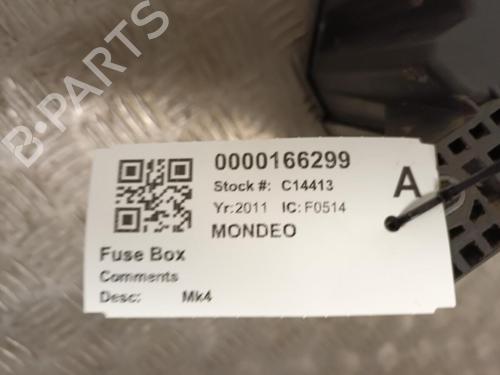 B-PARTS
0000166299
Stock #: C14413
A
Yr:2011 IC:F0514
MONDEO
Fuse Box
Comments
Desc: Mk4